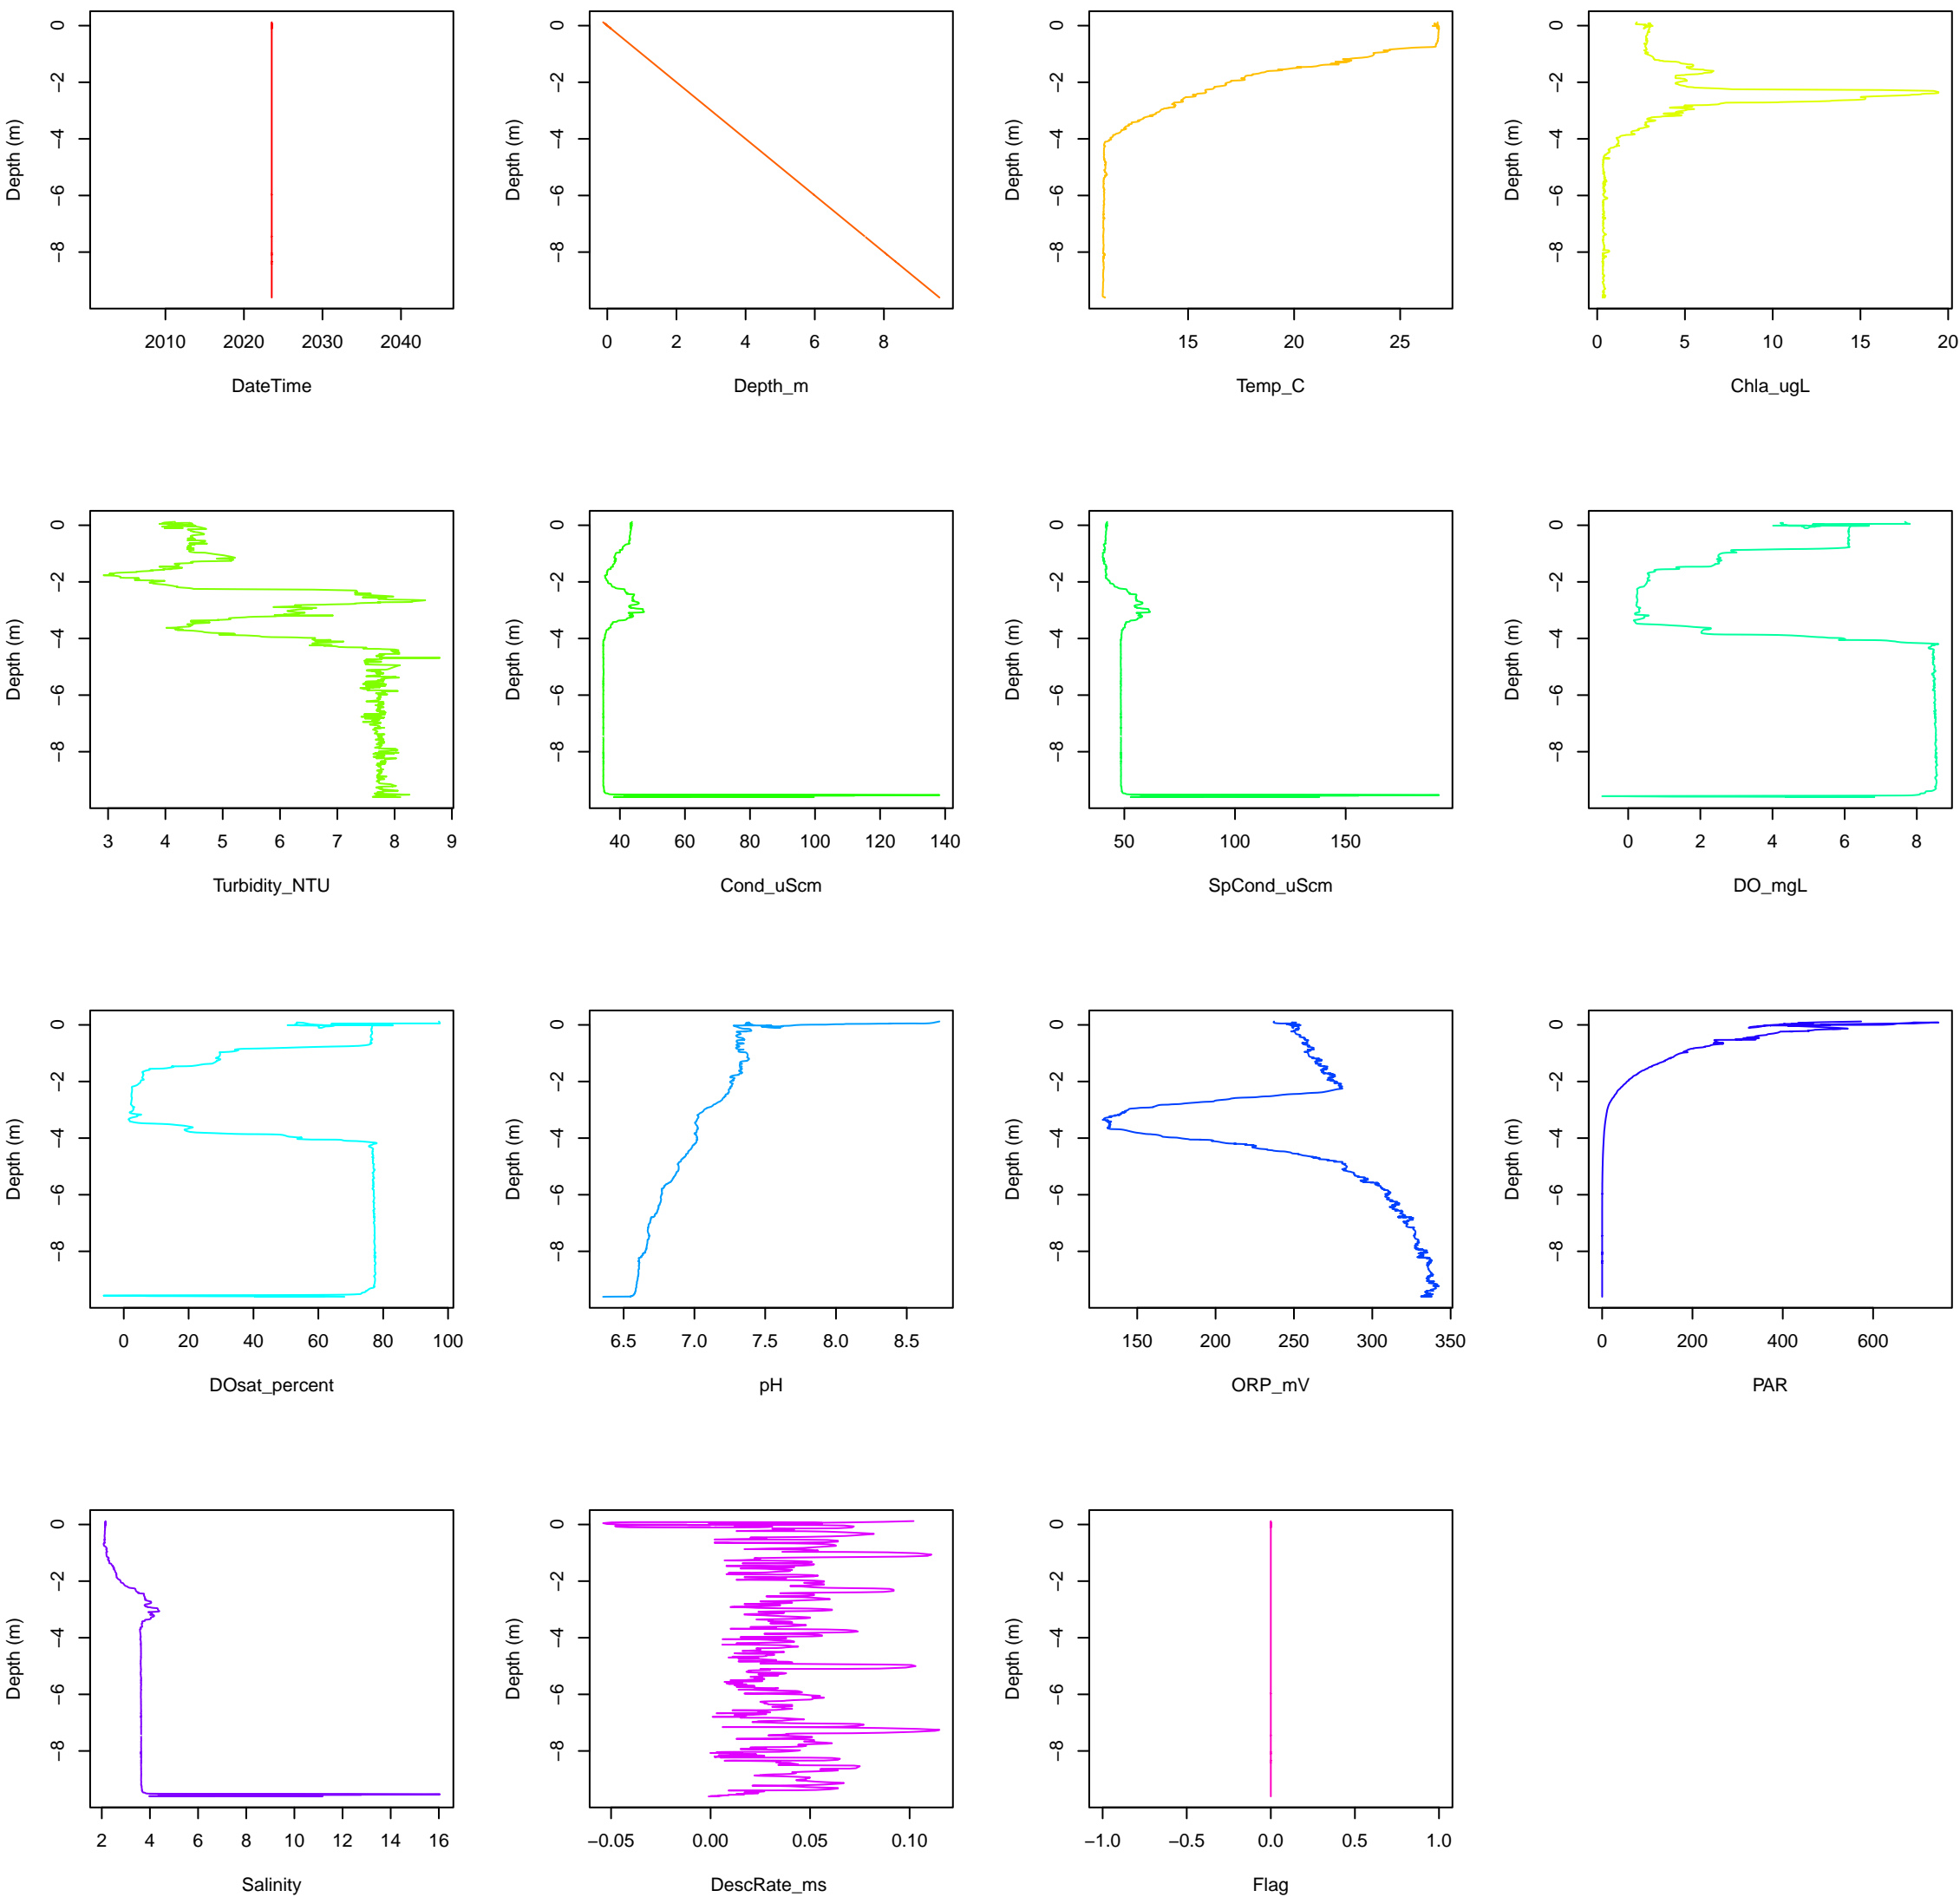 0 −2 −4 −6 −8
Depth (m)
2010 2020 2030 2040
DateTime
0 −2 −4 −6 −8
Depth (m)
0 2 4 6 8
Depth_m
0 −2 −4 −6 −8
Depth (m)
15 20 25
Temp_C
0 −2 −4 −6 −8
Depth (m)
0 5 10 15 20
Chla_ugL
0 −2 −4 −6 −8
Depth (m)
3 4 5 6 7 8 9
Turbidity_NTU
0 −2 −4 −6 −8
Depth (m)
40 60 80 100 120 140
Cond_uScm
0 −2 −4 −6 −8
Depth (m)
50 100 150
SpCond_uScm
0 −2 −4 −6 −8
Depth (m)
0 2 4 6 8
DO_mgL
0 −2 −4 −6 −8
Depth (m)
0 20 40 60 80 100
DOsat_percent
0 −2 −4 −6 −8
Depth (m)
6.5 7.0 7.5 8.0 8.5
pH
0 −2 −4 −6 −8
Depth (m)
150 200 250 300 350
ORP_mV
0 −2 −4 −6 −8
Depth (m)
0 200 400 600
PAR
0 −2 −4 −6 −8
Depth (m)
2 4 6 8 10 12 14 16
Salinity
0 −2 −4 −6 −8
Depth (m)
−0.05 0.00 0.05 0.10
DescRate_ms
0 −2 −4 −6 −8
Depth (m)
−1.0 −0.5 0.0 0.5 1.0
Flag